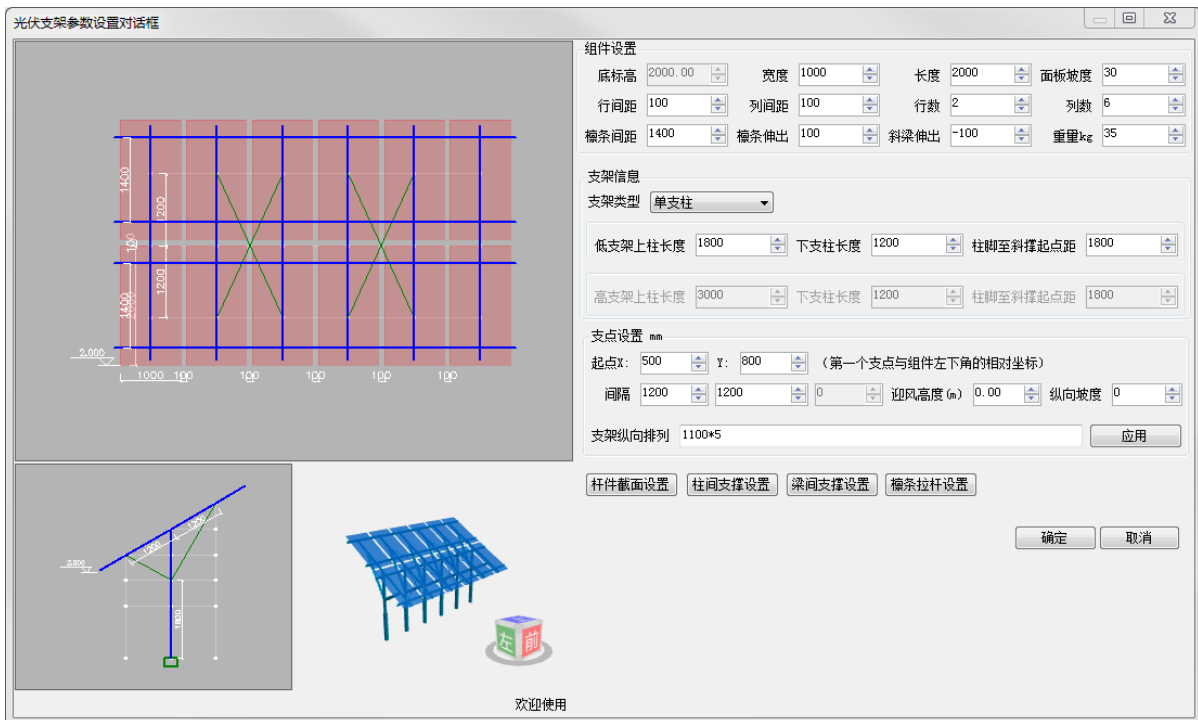 光伏支架参数设置对话框
组件设置
底标高 2000.00 宽度 1000 长度 2000 面板坡度 30
行间距 100 列间距 100 行数 2 列数 6
檩条间距 1400 檩条伸出 100 斜梁伸出 -100 重量kg 35
支架信息
支架类型 单支柱
低支架上柱长度 1800 下支柱长度 1200 柱脚至斜撑起点距 1800
高支架上柱长度 3000 下支柱长度 1200 柱脚至斜撑起点距 1800
支点设置 mm
起点X: 500 Y: 800 (第一个支点与组件左下角的相对坐标)
间隔 1200 1200 0 迎风高度(m) 0.00 纵向坡度 0
支架纵向排列 1100*5 应用
杆件截面设置 柱间支撑设置 梁间支撑设置 檩条拉杆设置
确定 取消
1400
1200
100
1200
1400
2.000
1000 100 100 100 100 100
1200
1200
2.000
1800
左 前
欢迎使用